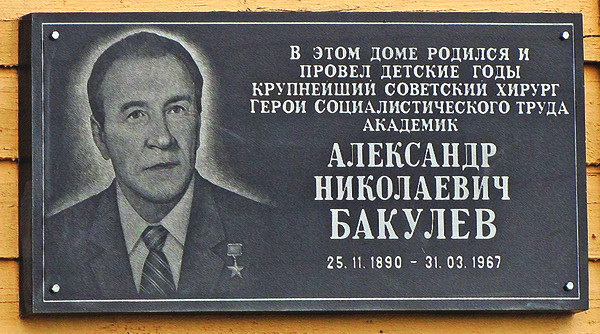 В ЭТОМ ДОМЕ РОДИЛСЯ И
ПРОВЕЛ ДЕТСКИЕ ГОДЫ
КРУПНЕЙШИЙ СОВЕТСКИЙ ХИРУРГ
ГЕРОЙ СОЦИАЛИСТИЧЕСКОГО ТРУДА
АКАДЕМИК
АЛЕКСАНДР
НИКОЛАЕВИЧ
БАКУЛЕВ
25.11.1890 - 31.03.1967